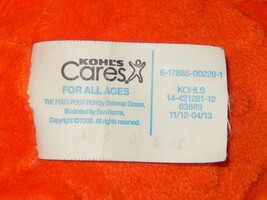 KOHL'S
Cares
FOR ALL AGES
THE POUT-POUT FISH by Deborah Diesen,
Illustrated by Dan Hanna,
Copyright © 2008. All rights reserved.
6-17885-00228-1
KOHLS
14-421281-12
63889
11/12-04/13